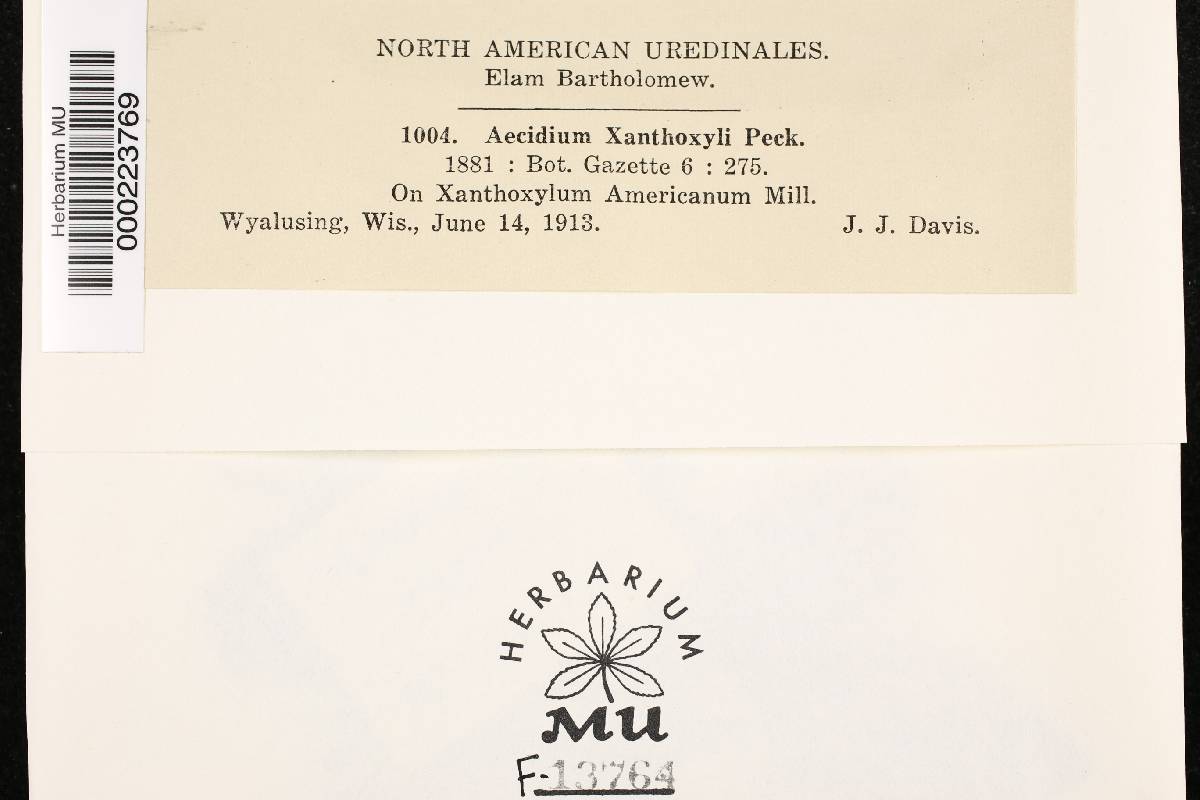 Herbarium MU
000223769
NORTH AMERICAN UREDINALES.
Elam Bartholomew.
1004. Aecidium Xanthoxyli Peck.
1881 : Bot. Gazette 6 : 275.
On Xanthoxylum Americanum Mill.
Wyalusing, Wis., June 14, 1913. J. J. Davis.
HERBARIUM
MU
F-13764